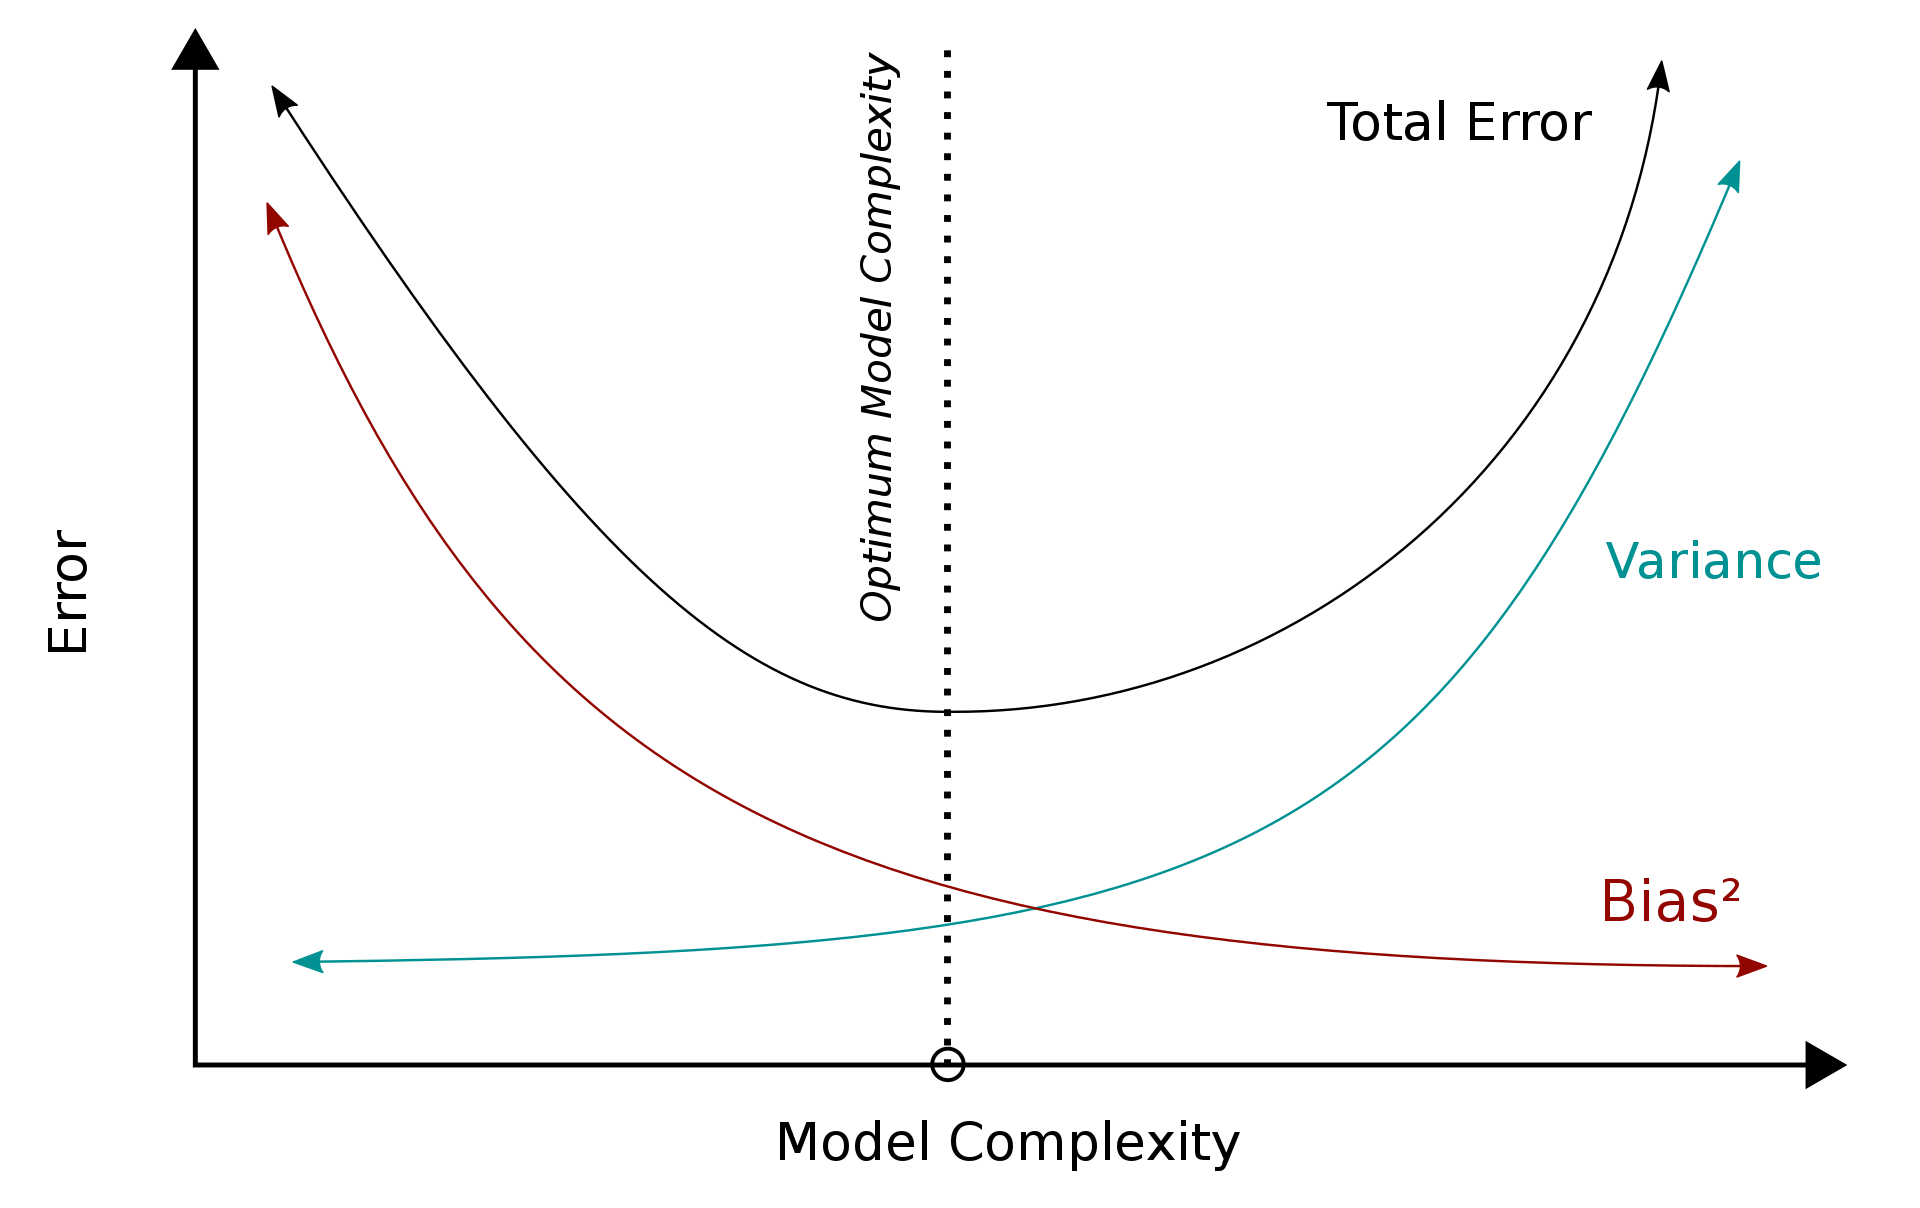 Optimum Model Complexity
Total Error
Variance
Error
Bias²
Model Complexity